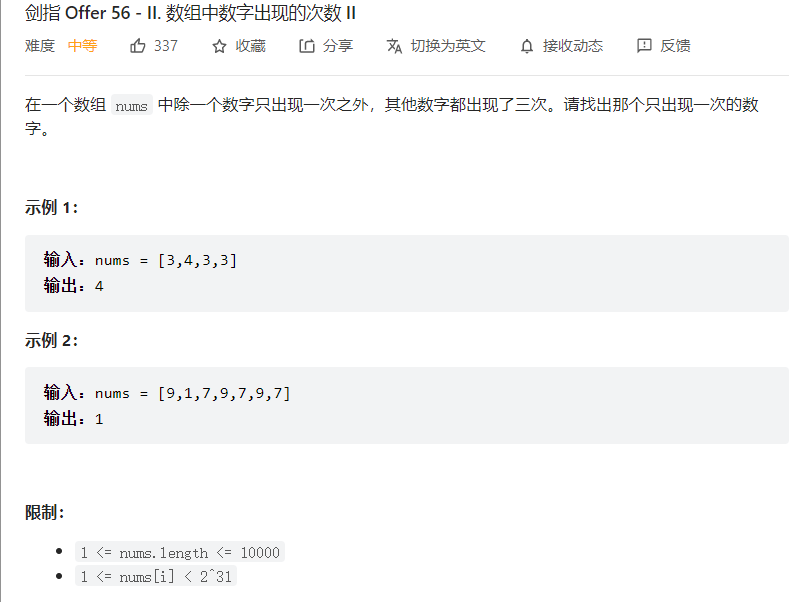 剑指 Offer 56 - II. 数组中数字出现的次数 II
难度 中等 337 收藏 分享 切换为英文 接收动态 反馈
在一个数组 nums 中除一个数字只出现一次之外，其他数字都出现了三次。请找出那个只出现一次的数
字。
示例 1：
输入：nums = [3,4,3,3]
输出：4
示例 2：
输入：nums = [9,1,7,9,7,9,7]
输出：1
限制：
1 <= nums.length <= 10000
1 <= nums[i] < 2^31